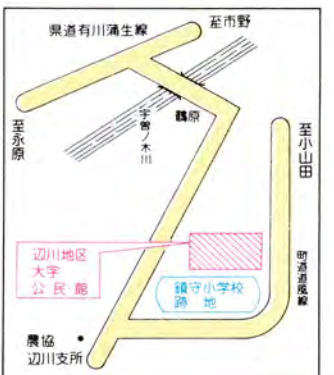 至市野
県道有川蒲生線
至永原
宇曽ノ木川
鶴原
至小山田
町道道風線
辺川地区
大字
公民館
鎮守小学校
跡地
農協
辺川支所